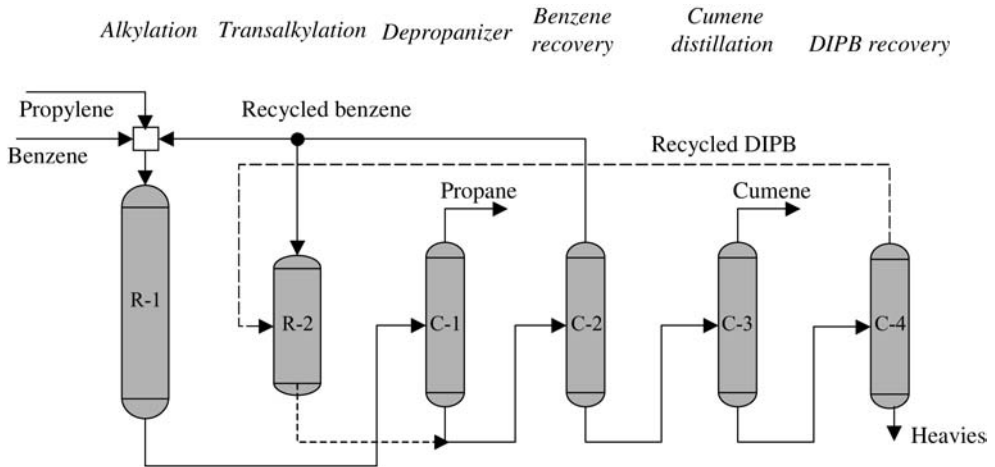 Alkylation
Transalkylation
Depropanizer
Benzene
recovery
Cumene
distillation
DIPB recovery
Propylene
Benzene
Recycled benzene
Recycled DIPB
Propane
Cumene
R-1
R-2
C-1
C-2
C-3
C-4
Heavies